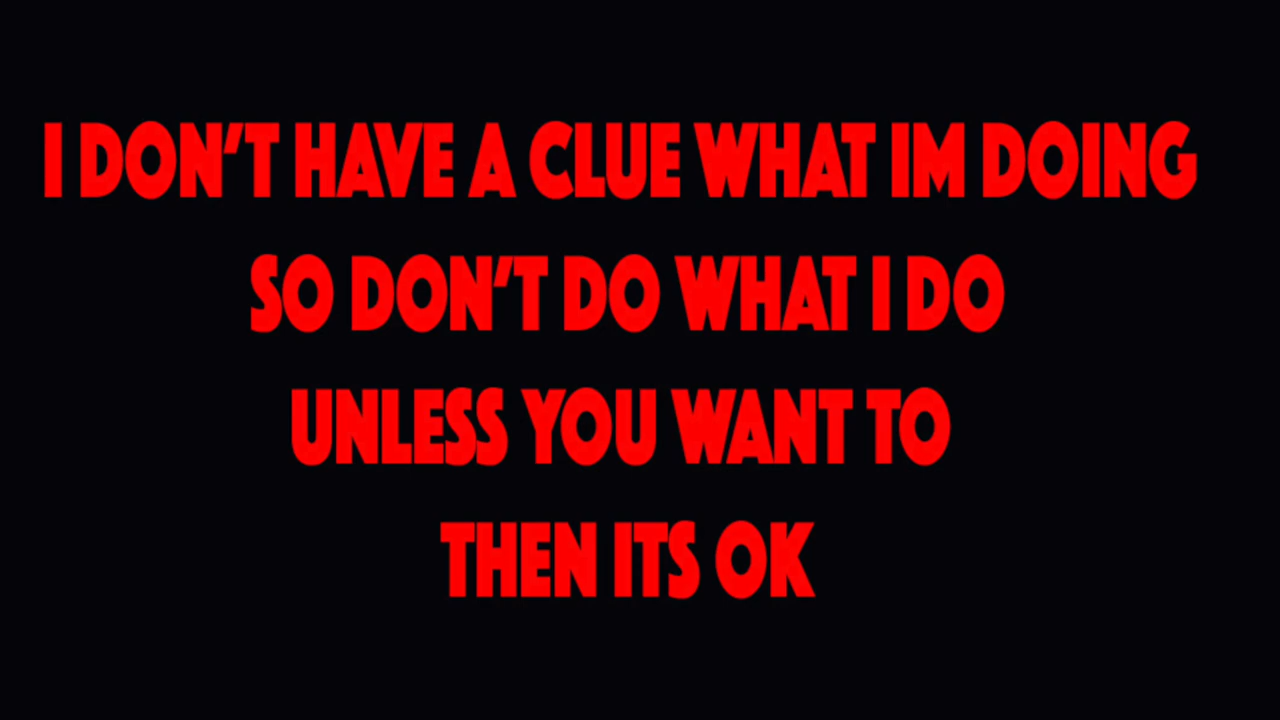 I DON'T HAVE A CLUE WHAT IM DOING
SO DON'T DO WHAT I DO
UNLESS YOU WANT TO
THEN ITS OK